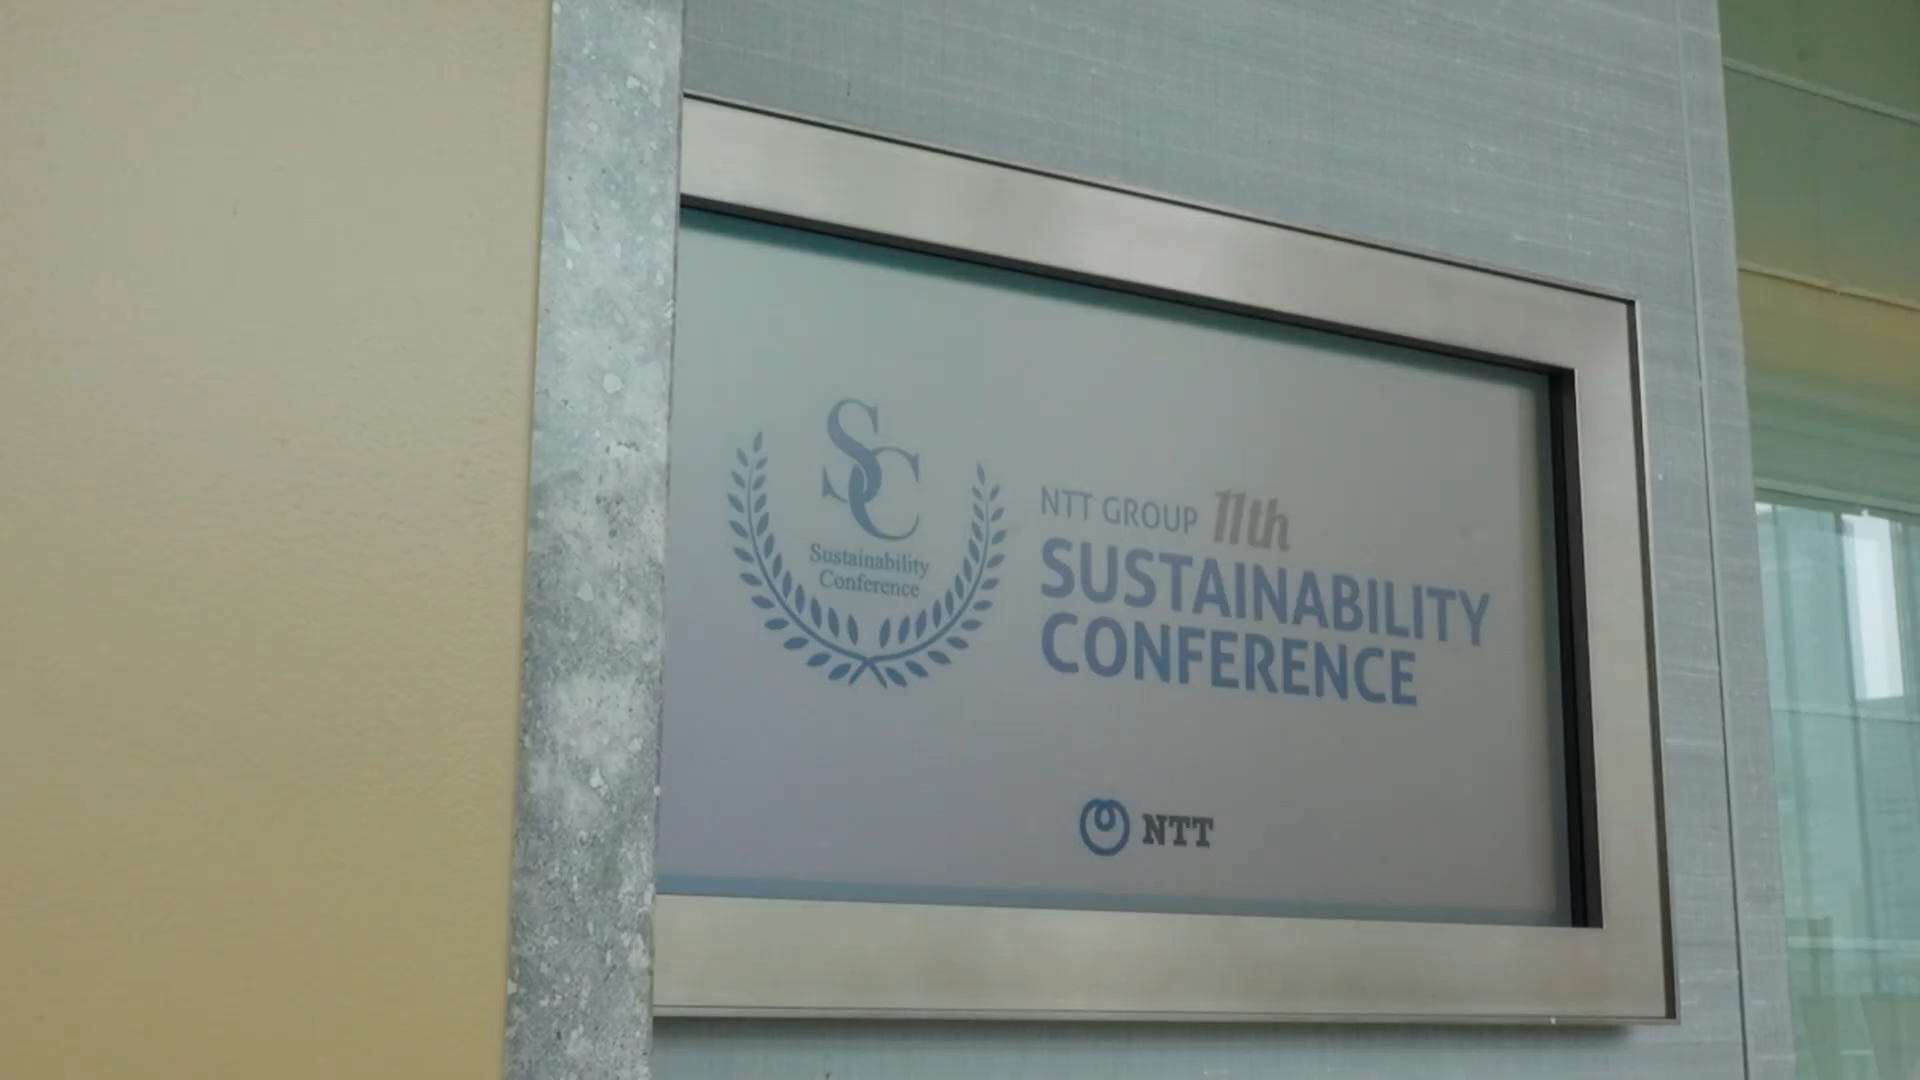 SC
Sustainability
Conference
NTT GROUP 11th
SUSTAINABILITY
CONFERENCE
NTT